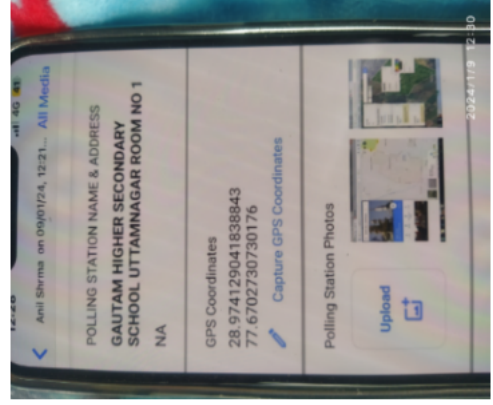 12:28
4G 41
Anil Shrma on 09/01/24, 12:21... All Media
POLLING STATION NAME & ADDRESS
GAUTAM HIGHER SECONDARY
SCHOOL UTTAMNAGAR ROOM NO 1
NA
GPS Coordinates
28.974129041838843
77.6702730730176
Capture GPS Coordinates
Polling Station Photos
Upload
2024/1/9 12:30